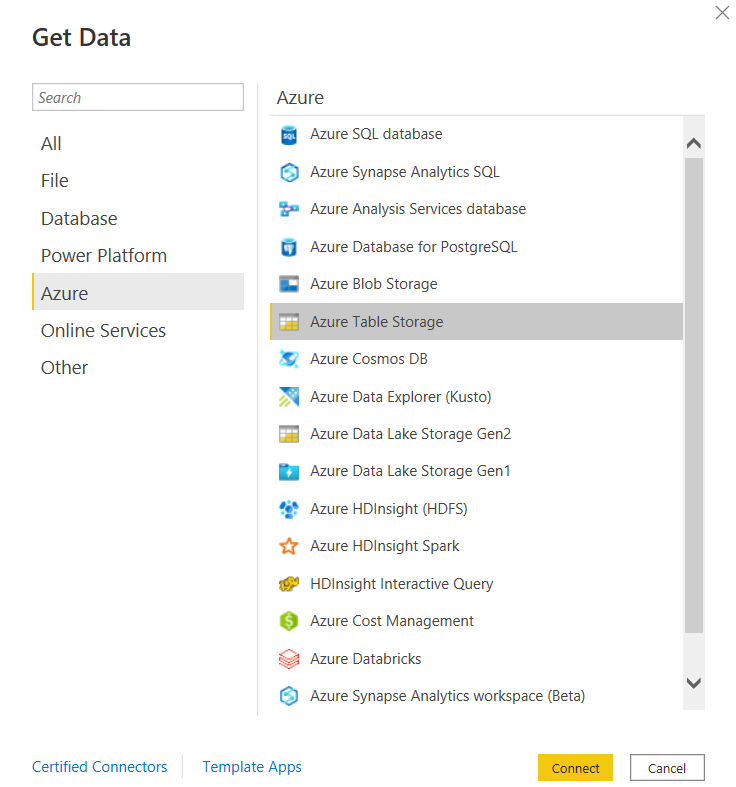 Get Data
Search
All
File
Database
Power Platform
Azure
Online Services
Other
Azure
Azure SQL database
Azure Synapse Analytics SQL
Azure Analysis Services database
Azure Database for PostgreSQL
Azure Blob Storage
Azure Table Storage
Azure Cosmos DB
Azure Data Explorer (Kusto)
Azure Data Lake Storage Gen2
Azure Data Lake Storage Gen1
Azure HDInsight (HDFS)
Azure HDInsight Spark
HDInsight Interactive Query
Azure Cost Management
Azure Databricks
Azure Synapse Analytics workspace (Beta)
Certified Connectors
Template Apps
Connect
Cancel